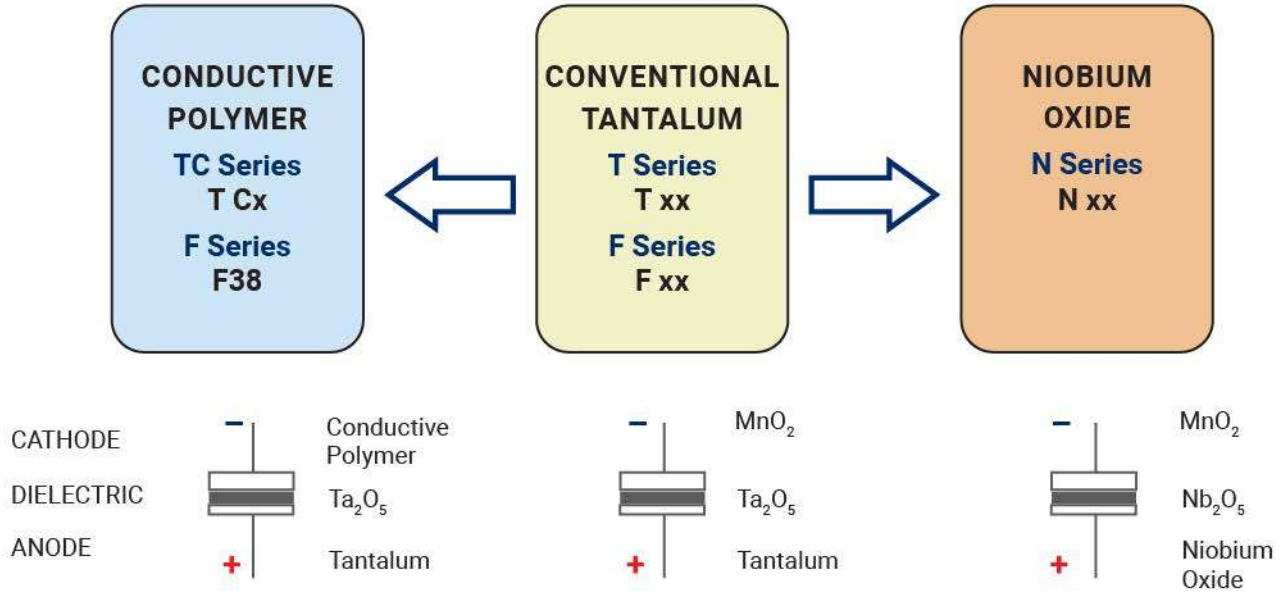 CONDUCTIVE
POLYMER
TC Series
T Cx
F Series
F38
CONVENTIONAL
TANTALUM
T Series
T xx
F Series
F xx
NIOBIUM
OXIDE
N Series
N xx
CATHODE
DIELECTRIC
ANODE
−
Conductive
Polymer
Ta₂O₅
+
Tantalum
−
MnO₂
Ta₂O₅
+
Tantalum
−
MnO₂
Nb₂O₅
+
Niobium
Oxide